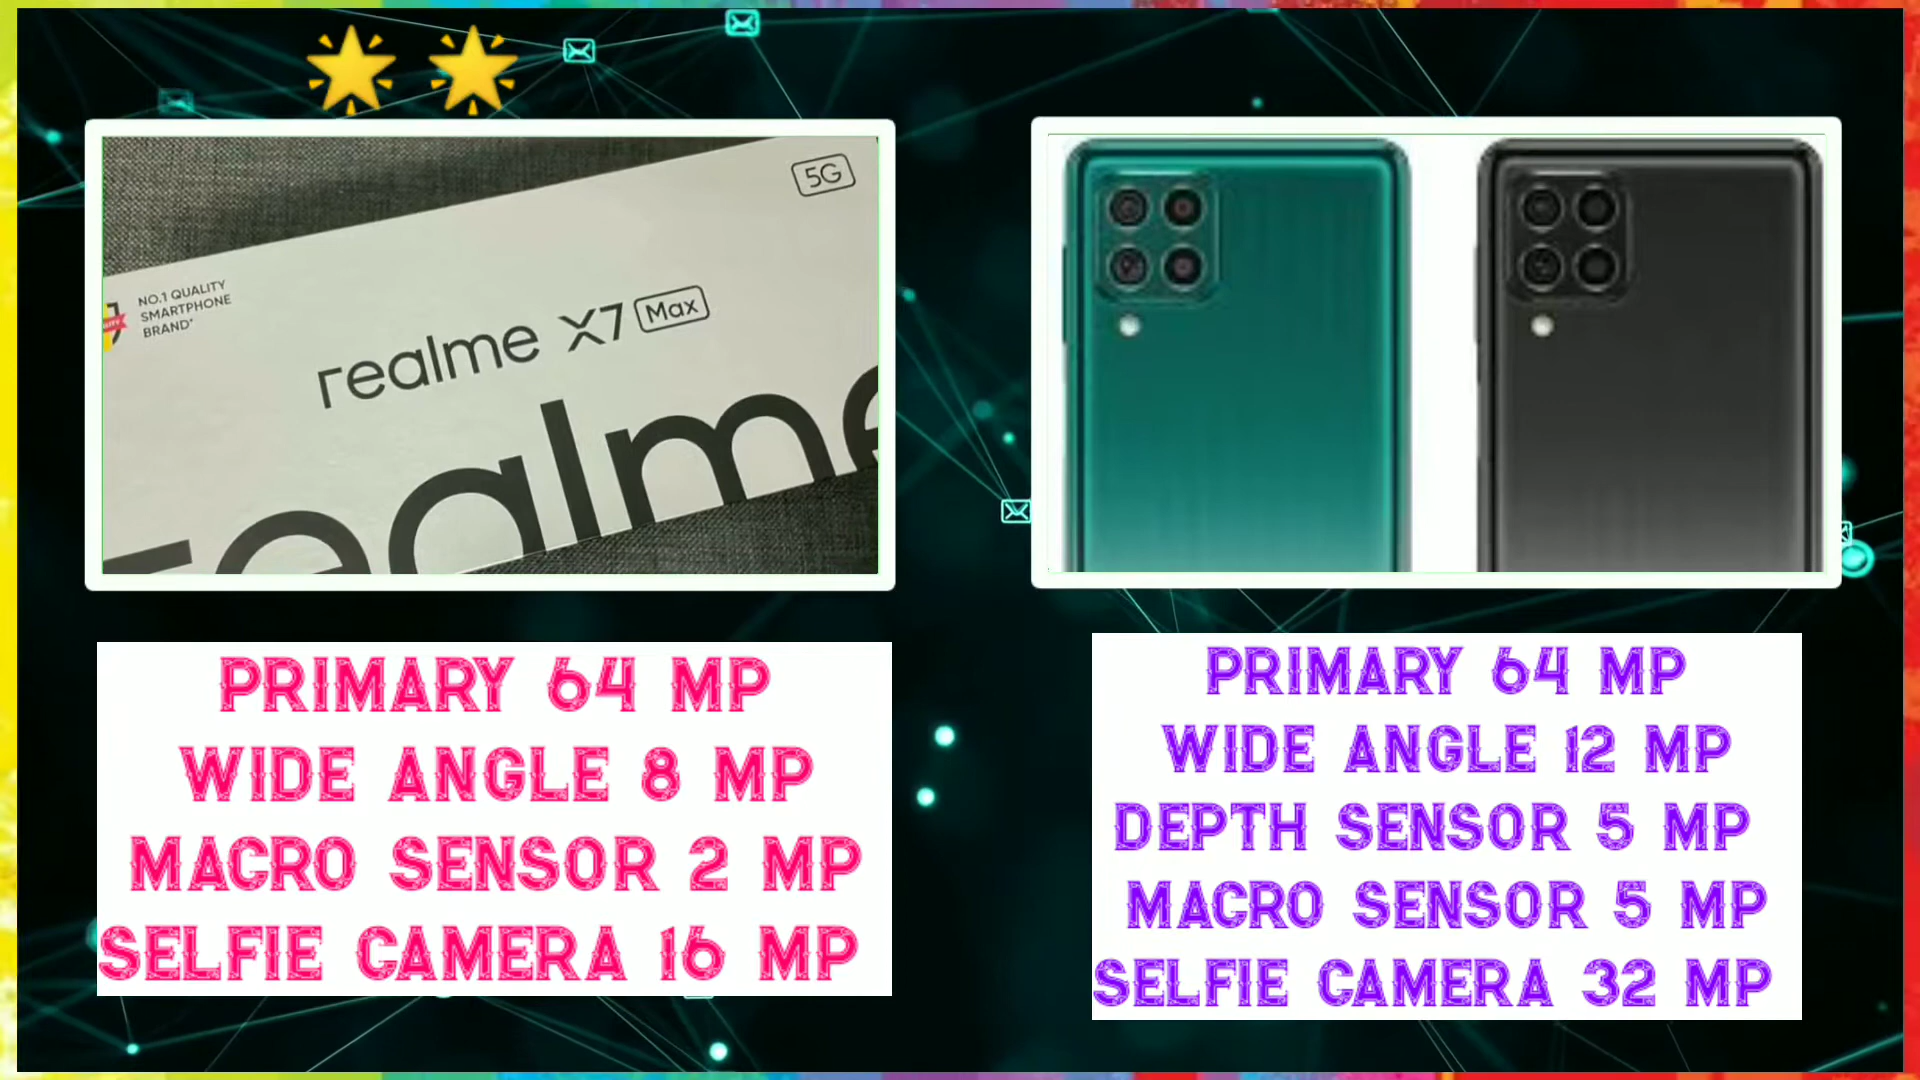 5G
NO.1 QUALITY
SMARTPHONE
BRAND*
realme X7 Max
realme
PRIMARY 64 MP
WIDE ANGLE 8 MP
MACRO SENSOR 2 MP
SELFIE CAMERA 16 MP
PRIMARY 64 MP
WIDE ANGLE 12 MP
DEPTH SENSOR 5 MP
MACRO SENSOR 5 MP
SELFIE CAMERA 32 MP